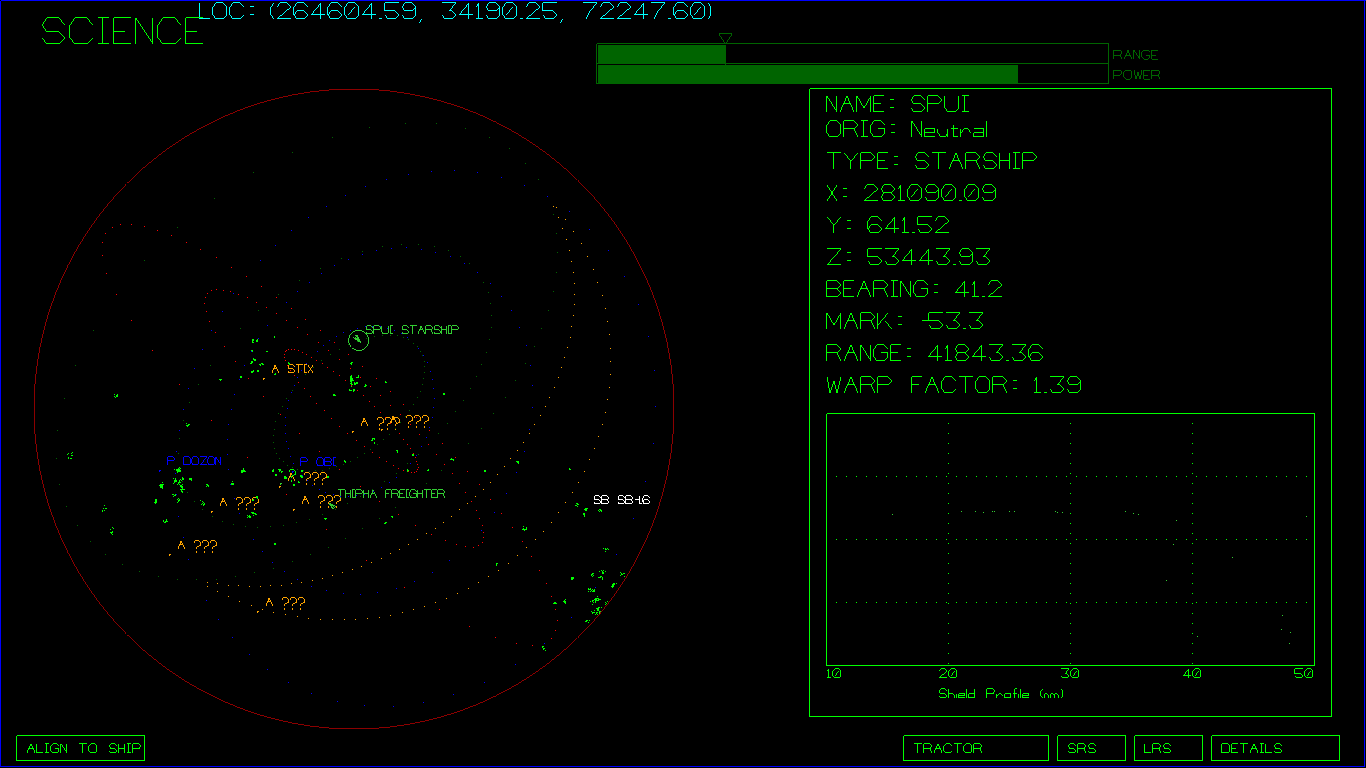 LOC: (264604.59, 34190.25, 72247.60)
SCIENCE
RANGE
POWER
NAME: SPUI
ORIG: Neutral
TYPE: STARSHIP
X: 281090.09
Y: 641.52
Z: 53443.93
BEARING: 41.2
MARK: -53.3
RANGE: 41843.36
WARP FACTOR: 1.39
SPUI STARSHIP
A STIX
A ???
A ???
P OOZON
P OBI
A ???
A ???
A ???
THIPHA FREIGHTER
SB SB-16
A ???
A ???
10 20 30 40 50
Shield Profile (nm)
ALIGN TO SHIP
TRACTOR
SRS
LRS
DETAILS